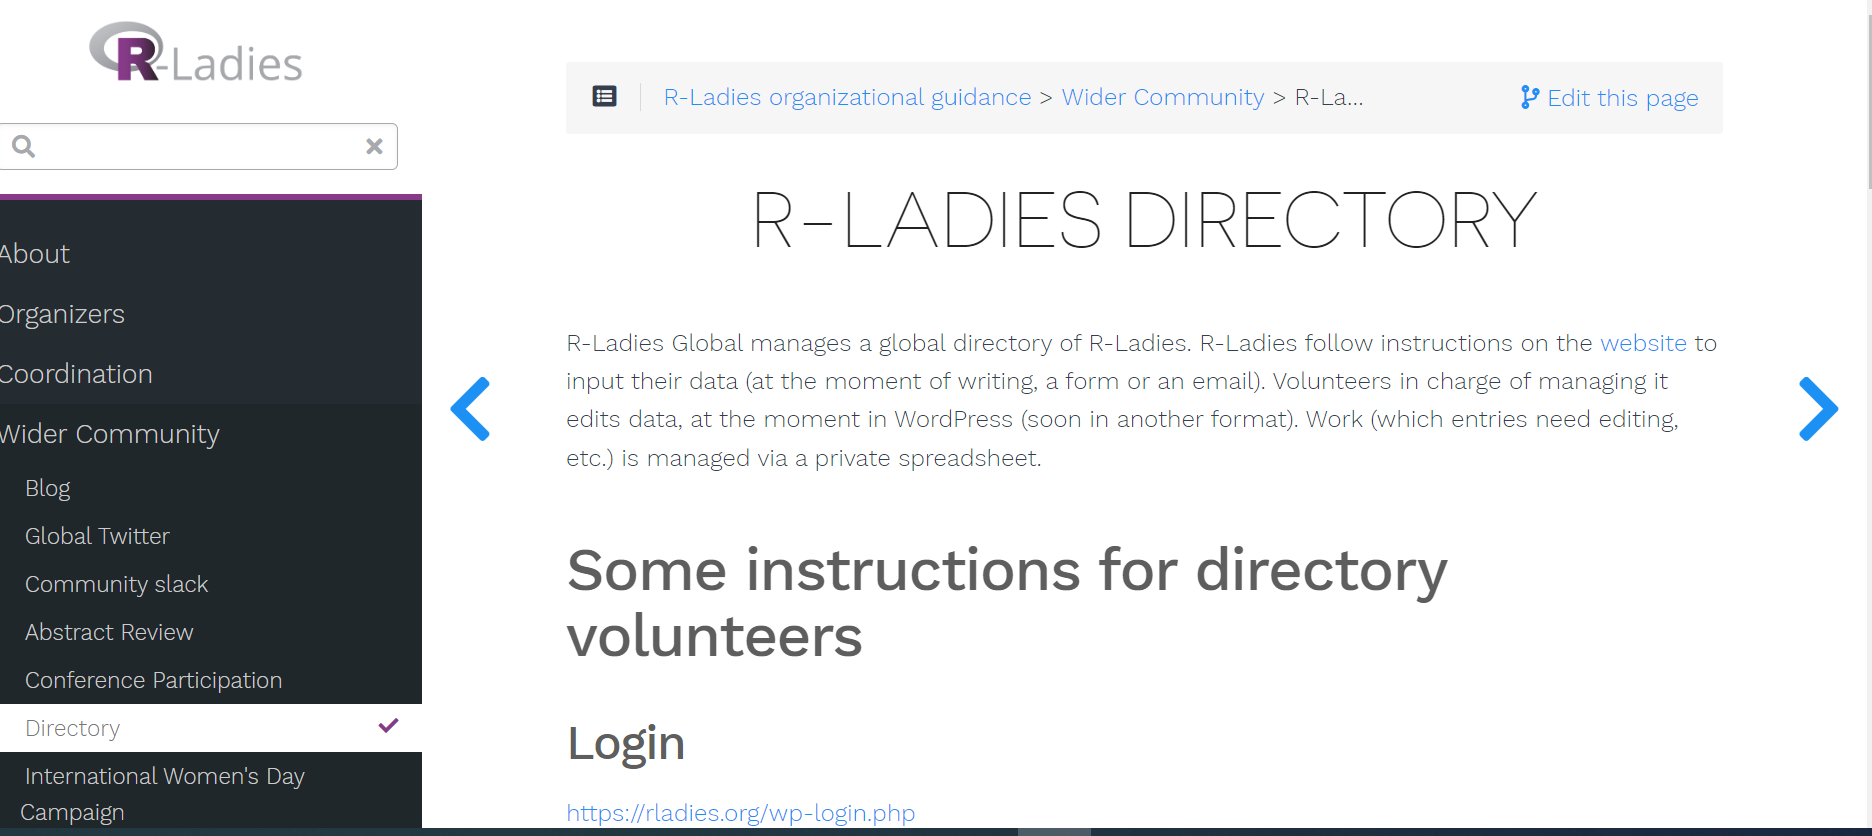 R-Ladies
About
Organizers
Coordination
Wider Community
Blog
Global Twitter
Community slack
Abstract Review
Conference Participation
Directory
International Women's Day
Campaign
R-Ladies organizational guidance > Wider Community > R-La...
Edit this page
R-LADIES DIRECTORY
R-Ladies Global manages a global directory of R-Ladies. R-Ladies follow instructions on the website to
input their data (at the moment of writing, a form or an email). Volunteers in charge of managing it
edits data, at the moment in WordPress (soon in another format). Work (which entries need editing,
etc.) is managed via a private spreadsheet.
Some instructions for directory
volunteers
Login
https://rladies.org/wp-login.php